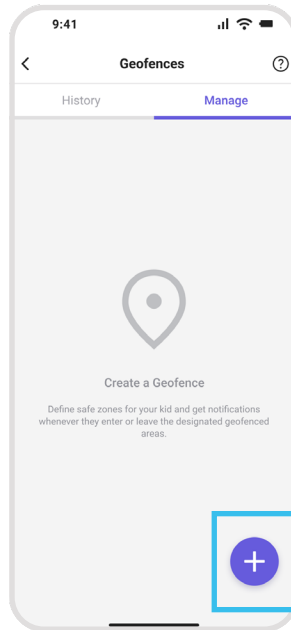 9:41
Geofences
?
History Manage
Create a Geofence
Define safe zones for your kid and get notifications
whenever they enter or leave the designated geofenced
areas.